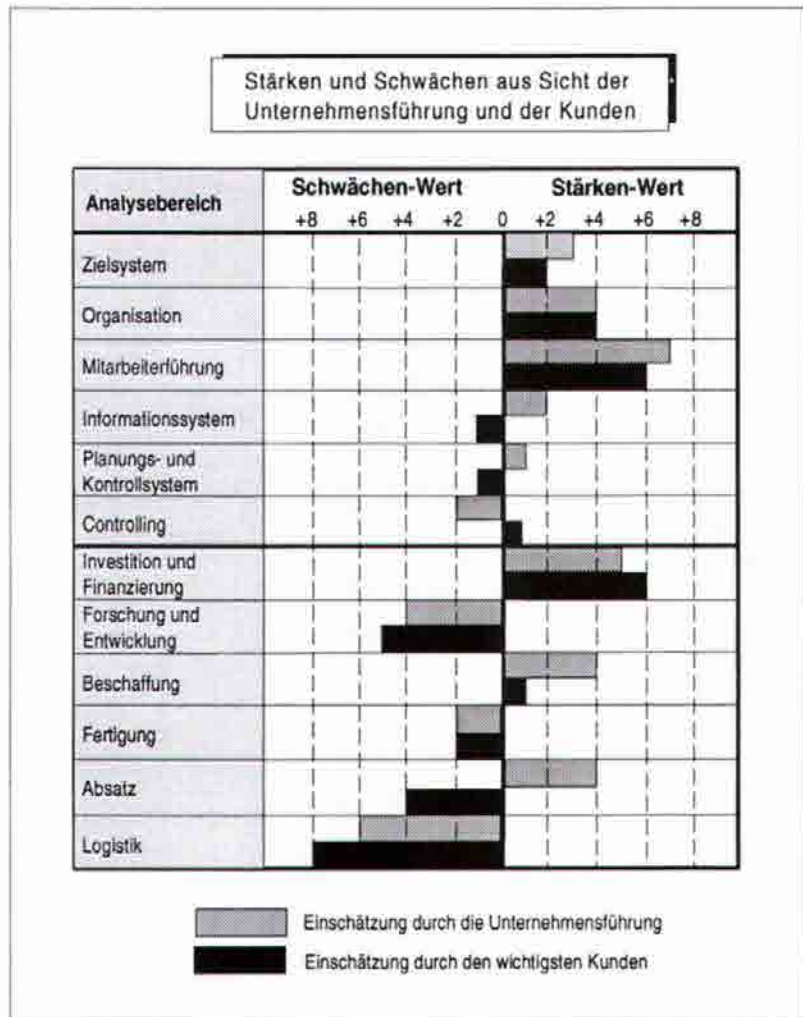 Stärken und Schwächen aus Sicht der
Unternehmensführung und der Kunden
Analysebereich
Schwächen-Wert Stärken-Wert
+8 +6 +4 +2 0 +2 +4 +6 +8
Zielsystem
Organisation
Mitarbeiterführung
Informationssystem
Planungs- und
Kontrollsystem
Controlling
Investition und
Finanzierung
Forschung und
Entwicklung
Beschaffung
Fertigung
Absatz
Logistik
Einschätzung durch die Unternehmensführung
Einschätzung durch den wichtigsten Kunden